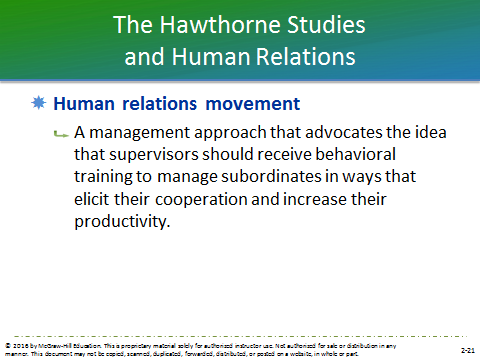 The Hawthorne Studies
and Human Relations
Human relations movement
A management approach that advocates the idea
that supervisors should receive behavioral
training to manage subordinates in ways that
elicit their cooperation and increase their
productivity.
© 2016 by McGraw-Hill Education. This is proprietary material solely for authorized instructor use. Not authorized for sale or distribution in any
manner. This document may not be copied, scanned, duplicated, forwarded, distributed, or posted on a website, in whole or part.
2-21